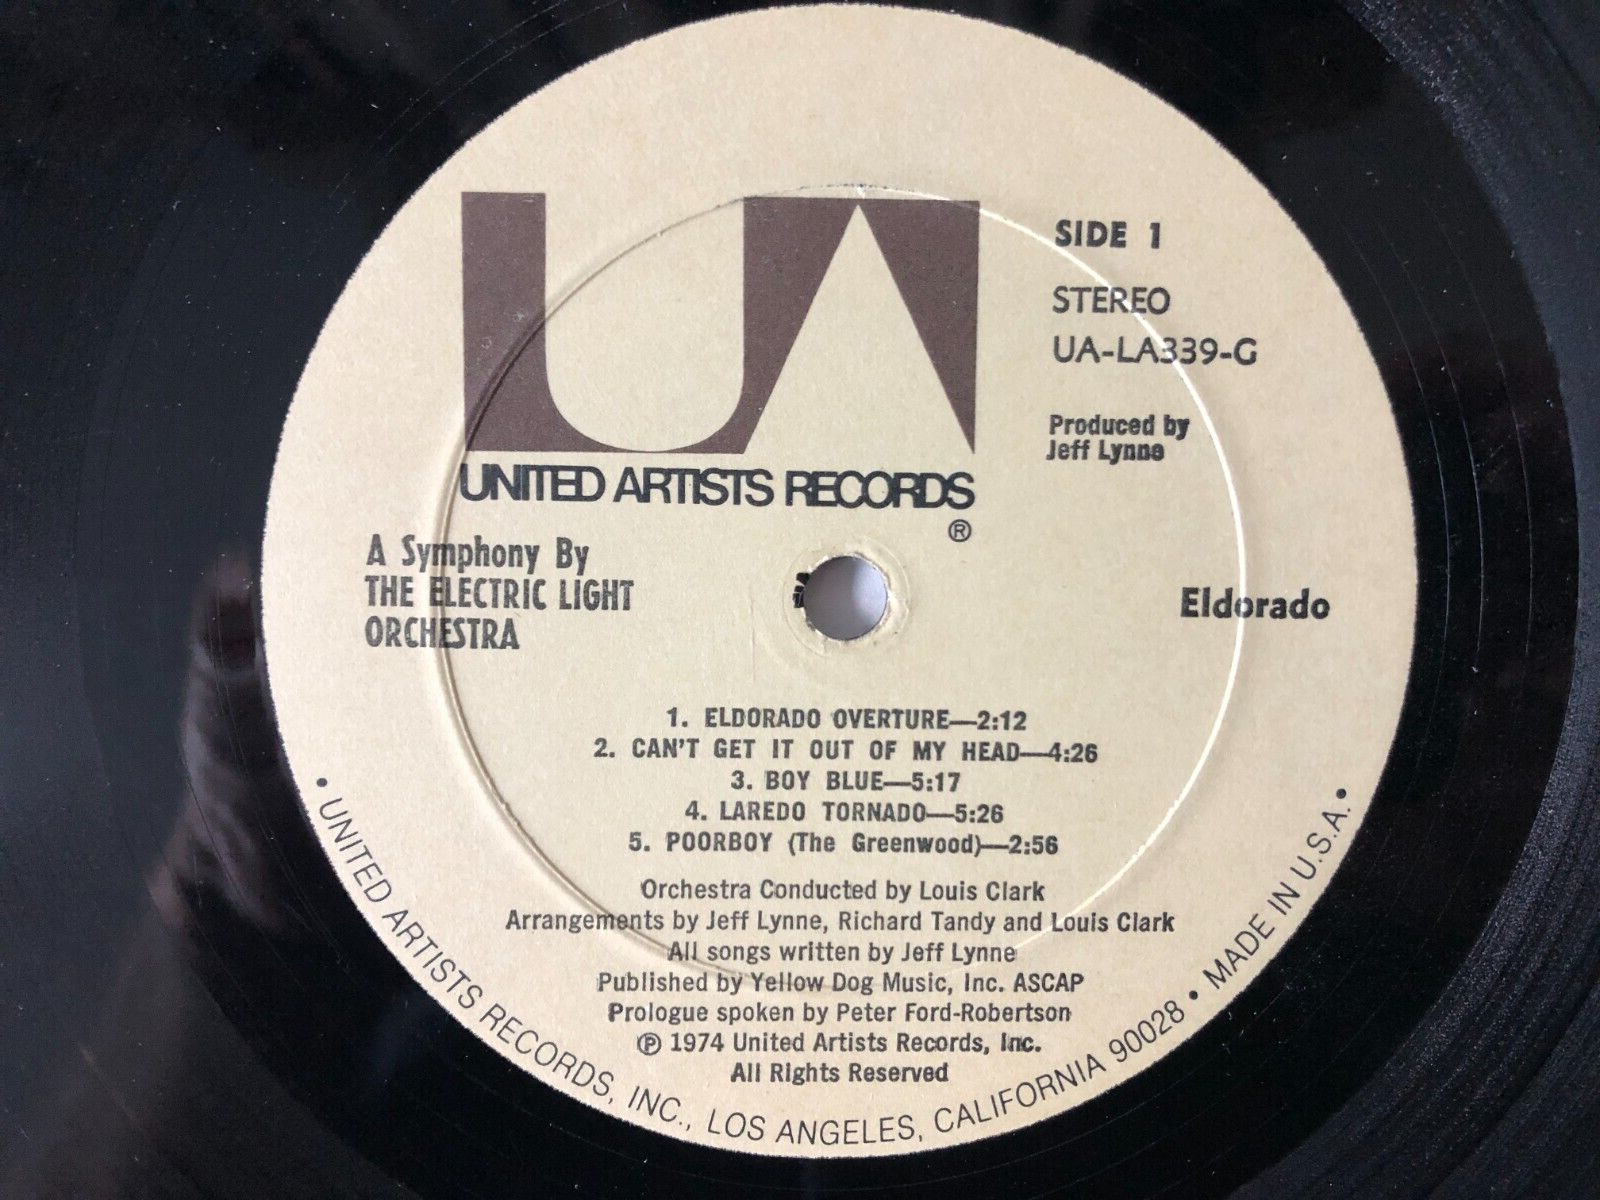 UA
UNITED ARTISTS RECORDS
®
SIDE 1
STEREO
UA-LA339-G
Produced by
Jeff Lynne
A Symphony By
THE ELECTRIC LIGHT
ORCHESTRA
Eldorado
1. ELDORADO OVERTURE—2:12
2. CAN'T GET IT OUT OF MY HEAD—4:26
3. BOY BLUE—5:17
4. LAREDO TORNADO—5:26
5. POORBOY (The Greenwood)—2:56
Orchestra Conducted by Louis Clark
Arrangements by Jeff Lynne, Richard Tandy and Louis Clark
All songs written by Jeff Lynne
Published by Yellow Dog Music, Inc. ASCAP
Prologue spoken by Peter Ford-Robertson
℗ 1974 United Artists Records, Inc.
All Rights Reserved
• UNITED ARTISTS RECORDS, INC., LOS ANGELES, CALIFORNIA 90028 • MADE IN U.S.A. •